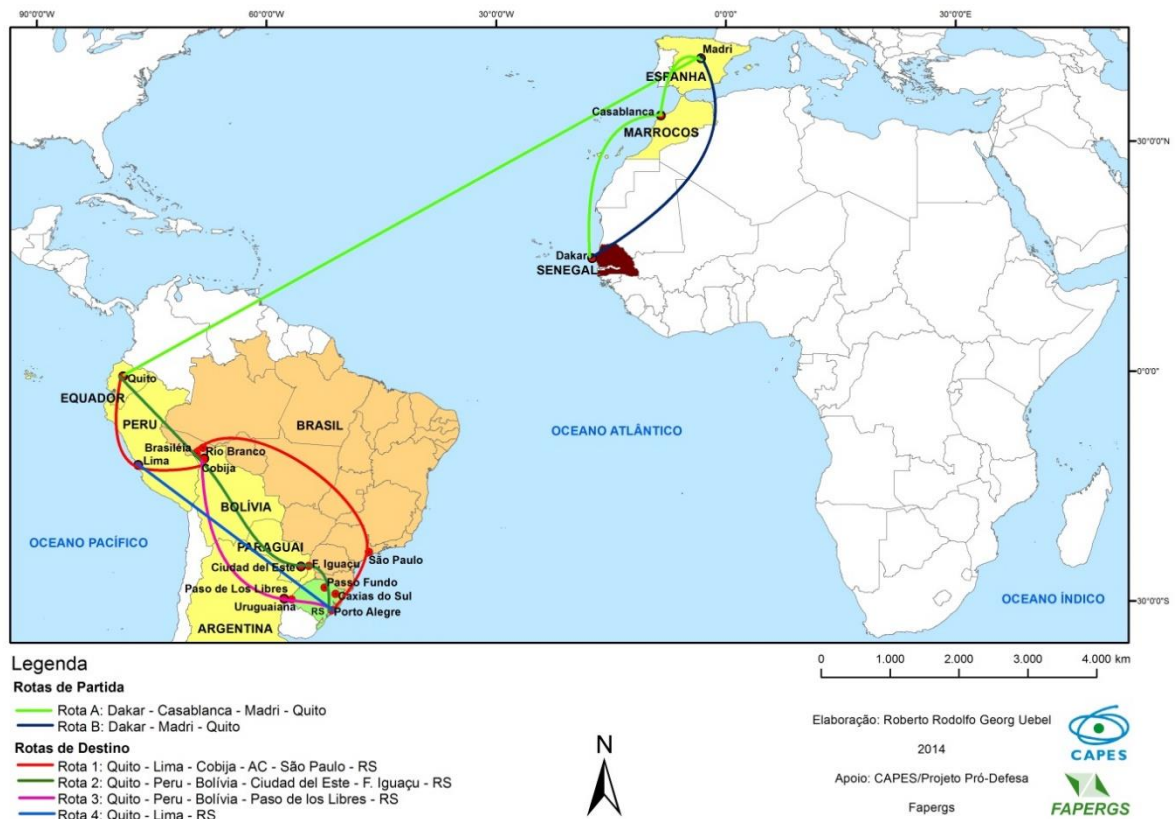 90°0'0"W
60°0'0"W
30°0'0"W
0°0'0"
30°0'0"E
Madri
ESFANHA
Casablanca
MARROCOS
30°0'0"N
Dakar
SENEGAL
Quito
0°0'0"
EQUADOR
PERU
BRASIL
OCEANO ATLÂNTICO
Brasiléia
Rio Branco
Lima
Cobija
BOLÍVIA
OCEANO PACÍFICO
PARAGUAI
São Paulo
Ciudad del Este
F. Iguaçu
Passo Fundo
Paso de Los Libres
Caxias do Sul
Uruguaiana
RS
Porto Alegre
OCEANO ÍNDICO
30°0'0"S
ARGENTINA
Legenda
0 1.000 2.000 3.000 4.000 km
Rotas de Partida
Rota A: Dakar - Casablanca - Madri - Quito
Rota B: Dakar - Madri - Quito
Rotas de Destino
Rota 1: Quito - Lima - Cobija - AC - São Paulo - RS
Rota 2: Quito - Peru - Bolívia - Ciudad del Este - F. Iguaçu - RS
Rota 3: Quito - Peru - Bolívia - Paso de los Libres - RS
Rota 4: Quito - Lima - RS
N
Elaboração: Roberto Rodolfo Georg Uebel
2014
Apoio: CAPES/Projeto Pró-Defesa
Fapergs
CAPES
FAPERGS